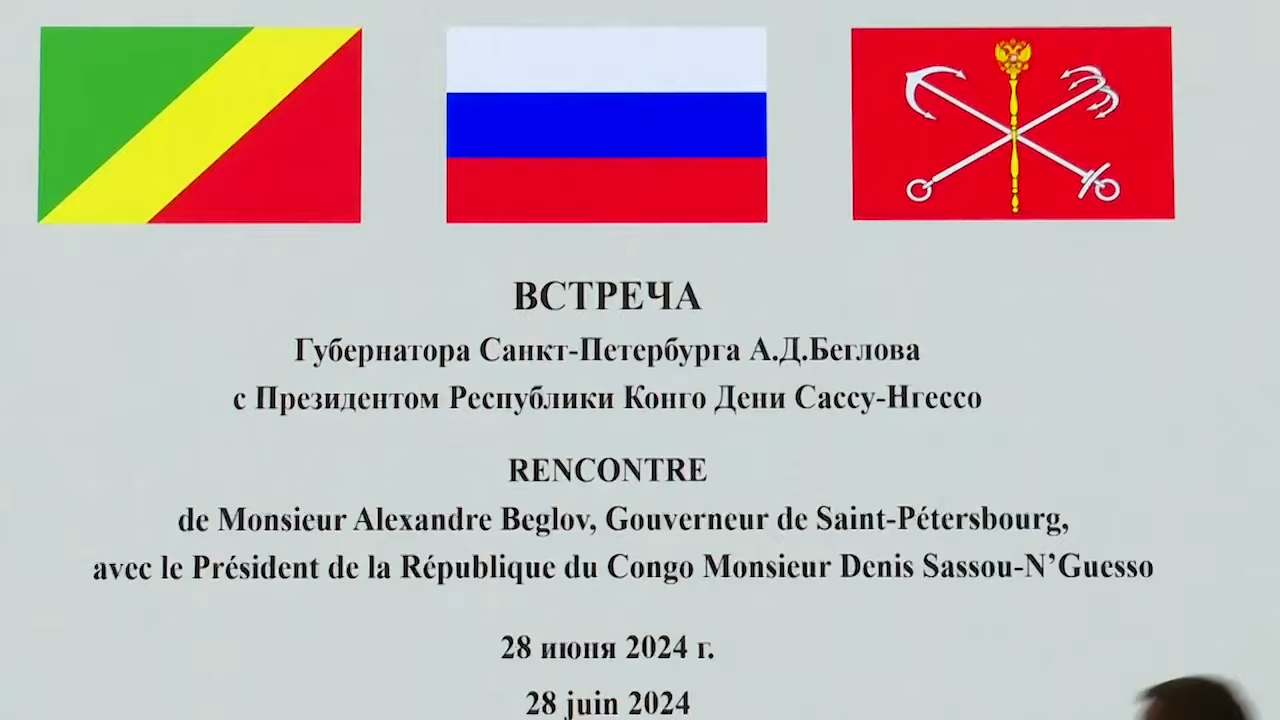 ВСТРЕЧА
Губернатора Санкт-Петербурга А.Д.Беглова
с Президентом Республики Конго Дени Сассу-Нгессо
RENCONTRE
de Monsieur Alexandre Beglov, Gouverneur de Saint-Pétersbourg,
avec le Président de la République du Congo Monsieur Denis Sassou-N’Guesso
28 июня 2024 г.
28 juin 2024